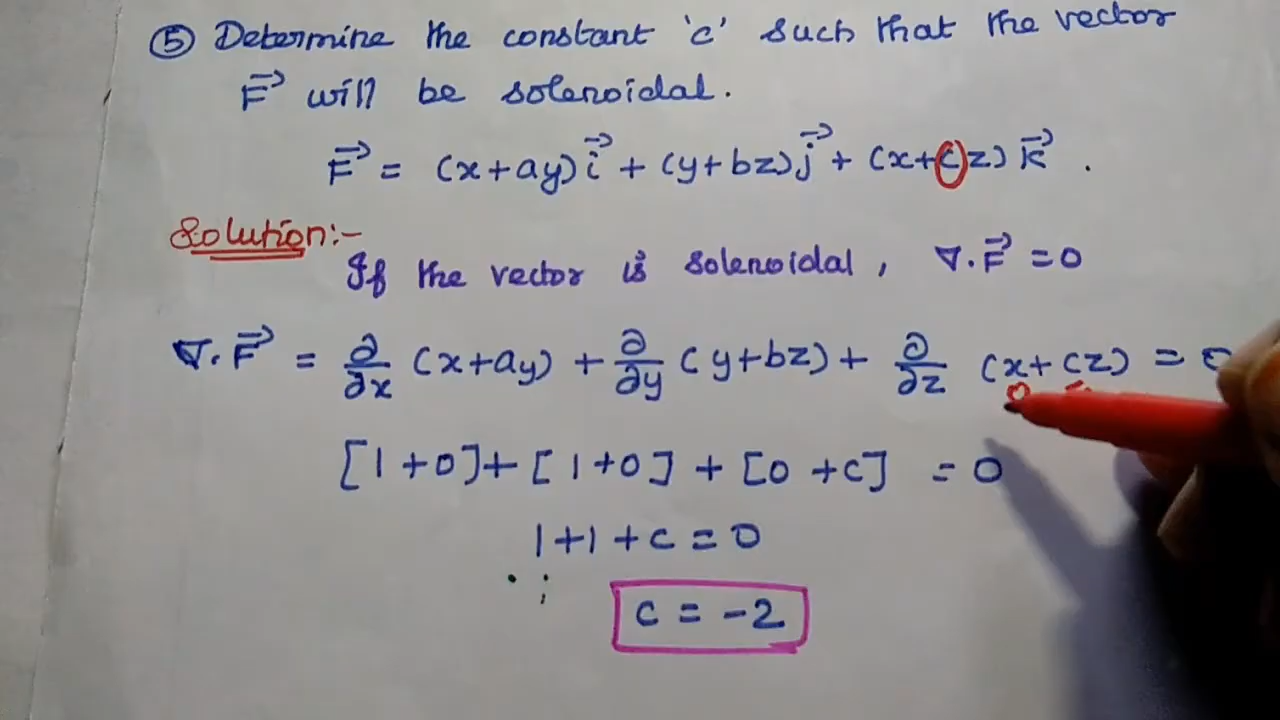 ⑤ Determine the constant 'c' such that the vector
F⃗ will be solenoidal.
F⃗ = (x+ay) i⃗ + (y+bz) j⃗ + (x+cz) k⃗ .
Solution:-
If the vector is solenoidal, ∇.F⃗ = 0
∇.F⃗ = ∂/∂x (x+ay) + ∂/∂y (y+bz) + ∂/∂z (x+cz) = 0
0
[1+0] + [1+0] + [0+c] = 0
1+1+c = 0
c = -2